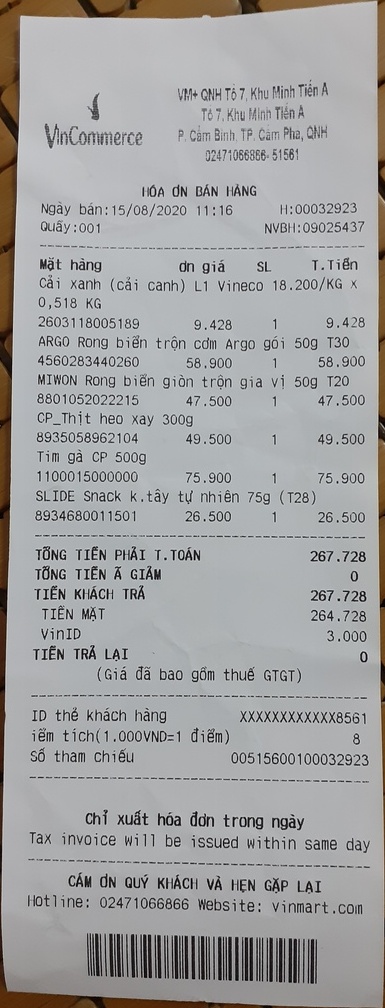 VinCommerce
VM+ QNH Tổ 7, Khu Minh Tiến A
Tổ 7, Khu Minh Tiến A
P. Cẩm Bình, TP. Cẩm Phả, QNH
02471066866-51561
HÓA ƠN BÁN HÀNG
Ngày bán:15/08/2020 11:16 H:00032923
Quầy:001 NVBH:09025437
Mặt hàng ơn giá SL T.Tiền
Cải xanh (cải canh) L1 Vineco 18.200/KG x
0,518 KG
2603118005189 9.428 1 9.428
ARGO Rong biển trộn cơm Argo gói 50g T30
4560283440260 58.900 1 58.900
MIWON Rong biển giòn trộn gia vị 50g T20
8801052022215 47.500 1 47.500
CP_Thịt heo xay 300g
8935058962104 49.500 1 49.500
Tim gà CP 500g
1100015000000 75.900 1 75.900
SLIDE Snack k.tây tự nhiên 75g (T28)
8934680011501 26.500 1 26.500
TỔNG TIỀN PHẢI T.TOÁN 267.728
TỔNG TIỀN Ã GIẢM 0
TIỀN KHÁCH TRẢ 267.728
TIỀN MẶT 264.728
VinID 3.000
TIỀN TRẢ LẠI 0
(Giá đã bao gồm thuế GTGT)
ID thẻ khách hàng XXXXXXXXXXXX8561
iểm tích(1.000VND=1 điểm) 8
Số tham chiếu 00515600100032923
Chỉ xuất hóa đơn trong ngày
Tax invoice will be issued within same day
CẢM ƠN QUÝ KHÁCH VÀ HẸN GẶP LẠI
Hotline: 02471066866 Website: vinmart.com